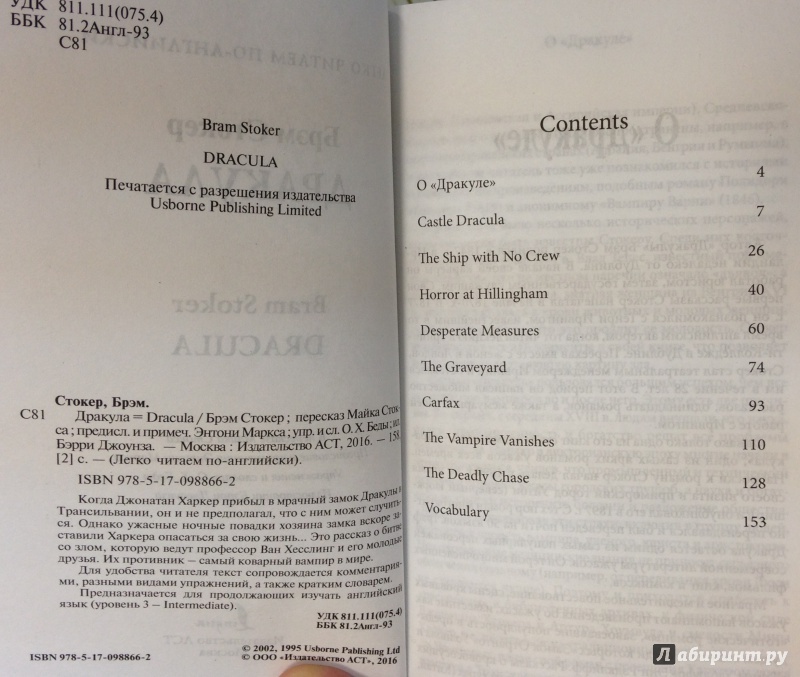 УДК 811.111(075.4)
ББК 81.2Англ-93
С81
Bram Stoker
DRACULA
Печатается с разрешения издательства
Usborne Publishing Limited
Стокер, Брэм.
С81 Дракула = Dracula / Брэм Стокер ; пересказ Майка Сток-
са ; предисл. и примеч. Энтони Маркса ; упр. исл. О. Х. Беды ; ил.
Бэрри Джоунза. — Москва : Издательство АСТ, 2016. — 158
[2] с. — (Легко читаем по-английски).
ISBN 978-5-17-098866-2
Когда Джонатан Харкер прибыл в мрачный замок Дракулы в
Трансильвании, он и не предполагал, что с ним может случить-
ся. Однако ужасные ночные повадки хозяина замка вскоре за-
ставили Харкера опасаться за свою жизнь... Это рассказ о битве
со злом, которую ведут профессор Ван Хесслинг и его молодые
друзья. Их противник – самый коварный вампир в мире.
Для удобства читателя текст сопровождается комментария-
ми, разными видами упражнений, а также кратким словарем.
Предназначается для продолжающих изучать английский
язык (уровень 3 – Intermediate).
УДК 811.111(075.4)
ББК 81.2Англ-93
© 2002, 1995 Usborne Publishing Ltd
ISBN 978-5-17-098866-2 © ООО «Издательство АСТ», 2016
Contents
О «Дракуле» 4
Castle Dracula 7
The Ship with No Crew 26
Horror at Hillingham 40
Desperate Measures 60
The Graveyard 74
Carfax 93
The Vampire Vanishes 110
The Deadly Chase 128
Vocabulary 153
Лабиринт.ру